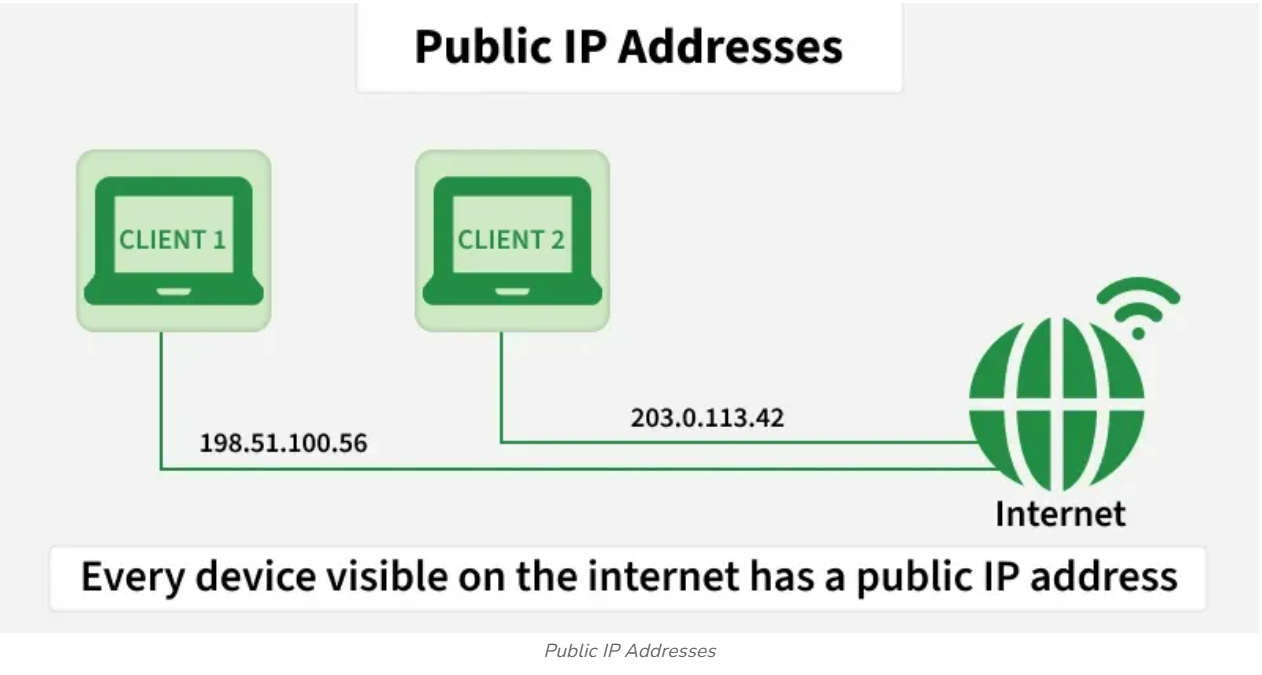 Public IP Addresses
CLIENT 1
CLIENT 2
203.0.113.42
198.51.100.56
Internet
Every device visible on the internet has a public IP address
Public IP Addresses